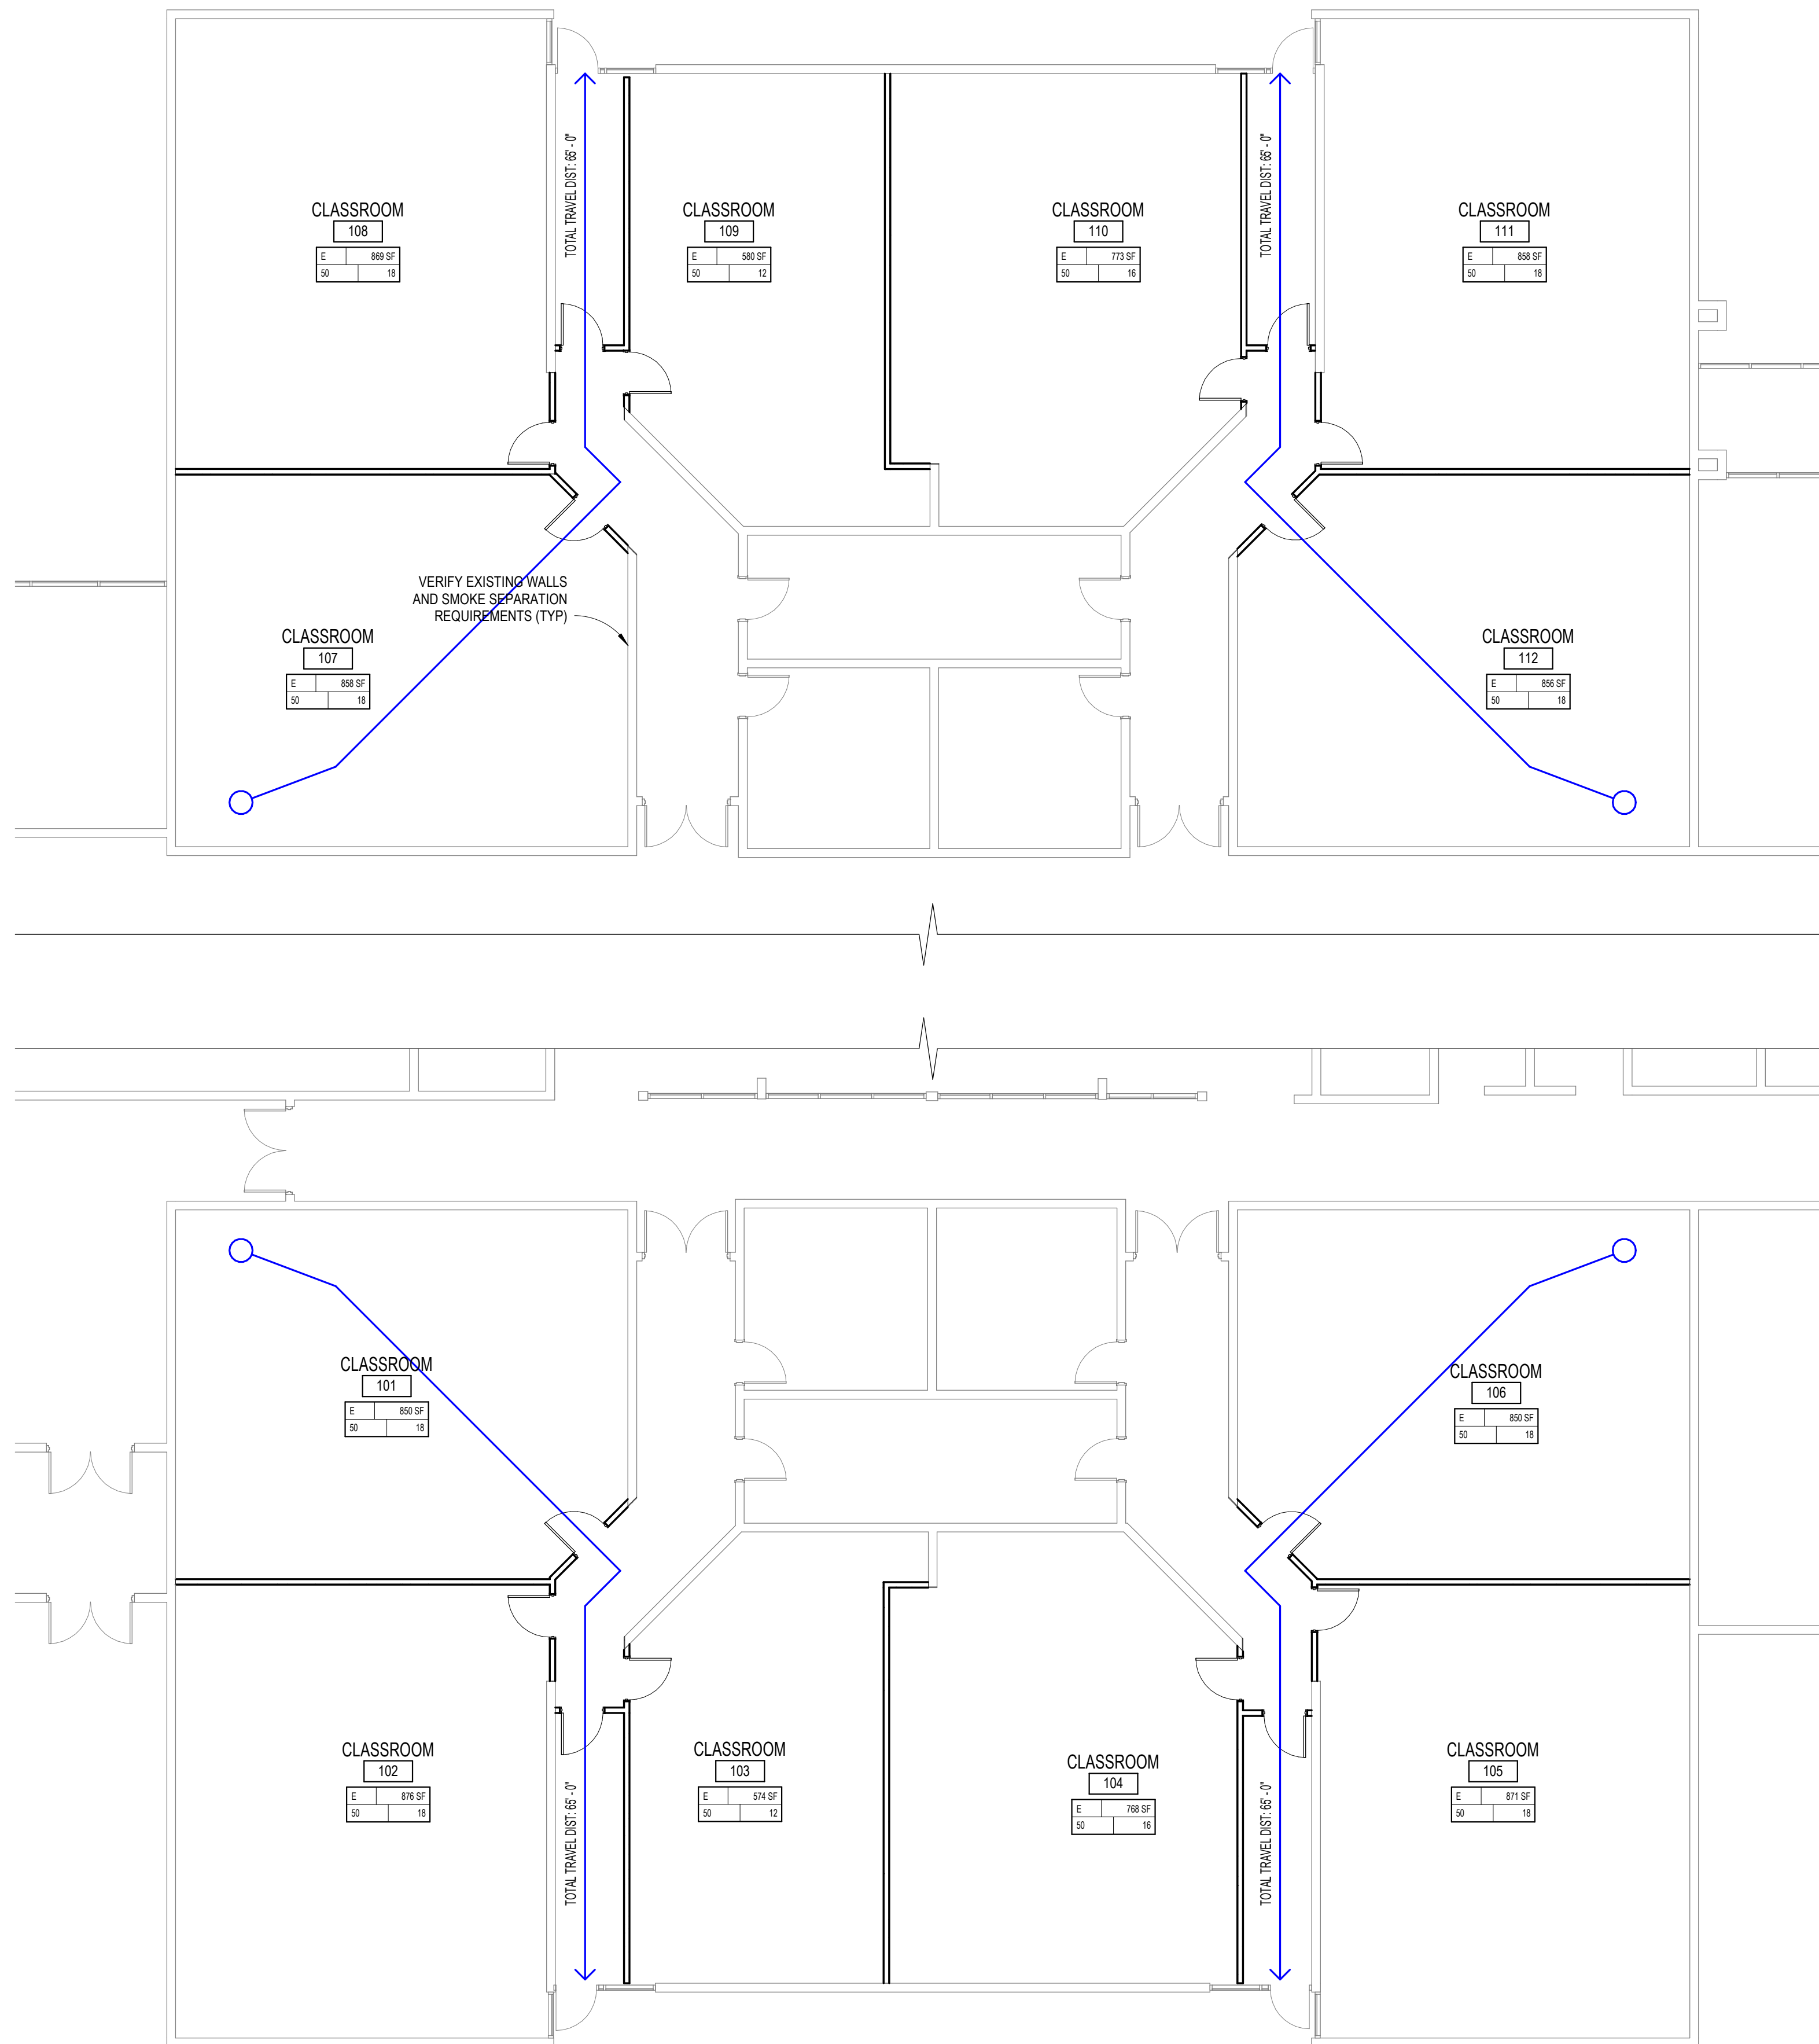 CLASSROOM
108
E 869 SF
50 18
TOTAL TRAVEL DIST: 65' - 0"
CLASSROOM
109
E 580 SF
50 12
CLASSROOM
110
E 773 SF
50 16
TOTAL TRAVEL DIST: 65' - 0"
CLASSROOM
111
E 858 SF
50 18
VERIFY EXISTING WALLS
AND SMOKE SEPARATION
REQUIREMENTS (TYP)
CLASSROOM
107
E 858 SF
50 18
CLASSROOM
112
E 856 SF
50 18
CLASSROOM
101
E 850 SF
50 18
CLASSROOM
106
E 850 SF
50 18
CLASSROOM
102
E 876 SF
50 18
TOTAL TRAVEL DIST: 65' - 0"
CLASSROOM
103
E 574 SF
50 12
CLASSROOM
104
E 768 SF
50 16
TOTAL TRAVEL DIST: 65' - 0"
CLASSROOM
105
E 871 SF
50 18